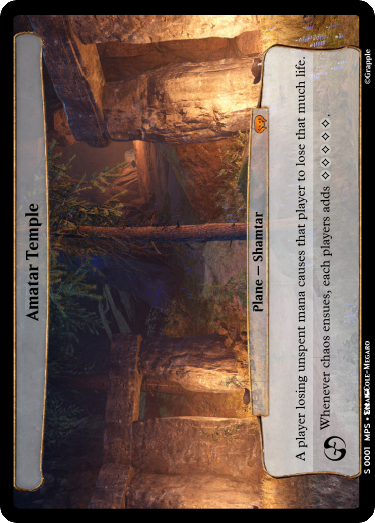 Amatar Temple
Plane — Shamtar
A player losing unspent mana causes that player to lose that much life.
Whenever chaos ensues, each players adds
S 0001 MPS •
©Grapple